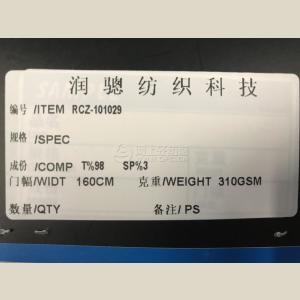 润骢纺织科技
编号/ITEM RCZ-101029
规格/SPEC
成份/COMP T%98 SP%3
门幅/WIDT 160CM 克重/WEIGHT 310GSM
数量/QTY 备注/PS